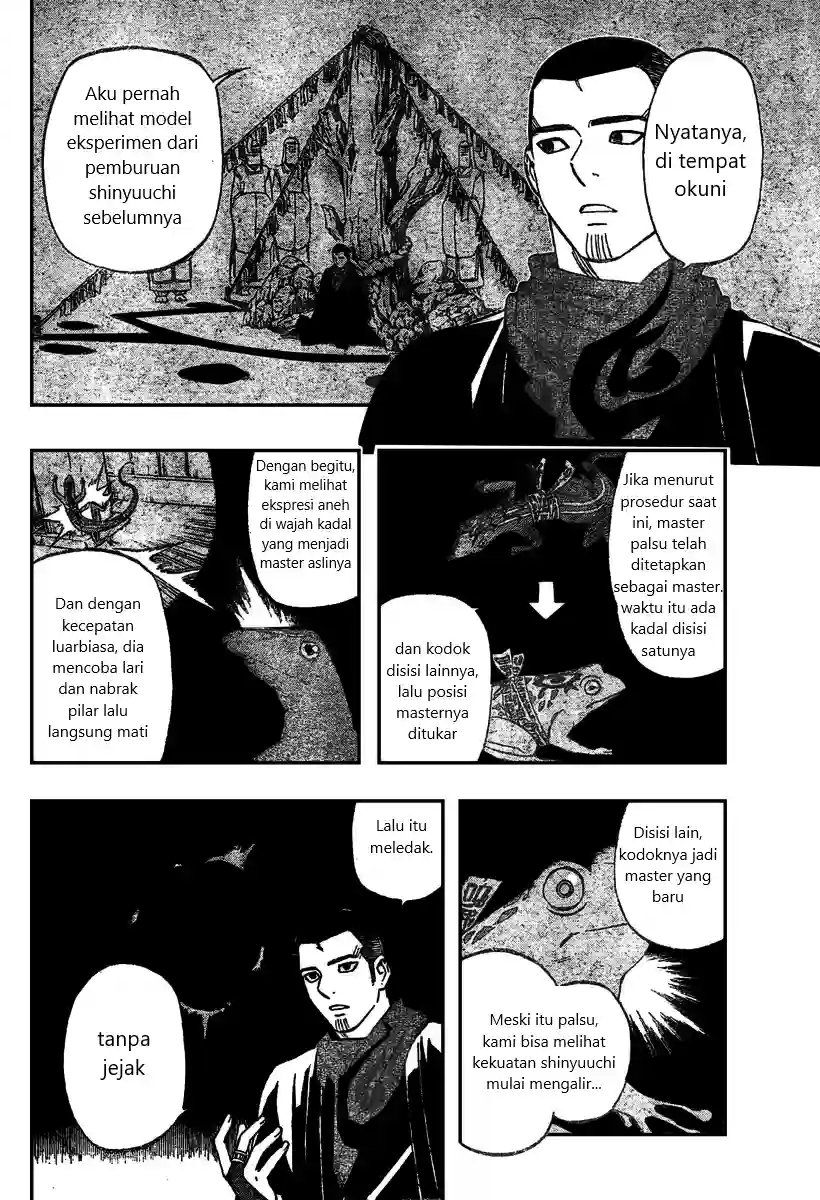 Nyatanya,
di tempat
okuni
Aku pernah
melihat model
eksperimen dari
pemburuan
shinyuuchi
sebelumnya
Jika menurut
prosedur saat
ini, master
palsu telah
ditetapkan
sebagai master.
waktu itu ada
kadal disisi
satunya
dan kodok
disisi lainnya,
lalu posisi
masternya
ditukar
Dengan begitu,
kami melihat
ekspresi aneh
di wajah kadal
yang menjadi
master aslinya
Dan dengan
kecepatan
luarbiasa, dia
mencoba lari
dan nabrak
pilar lalu
langsung mati
Disisi lain,
kodoknya jadi
master yang
baru
Meski itu palsu,
kami bisa melihat
kekuatan shinyuuchi
mulai mengalir...
Lalu itu
meledak.
tanpa
jejak